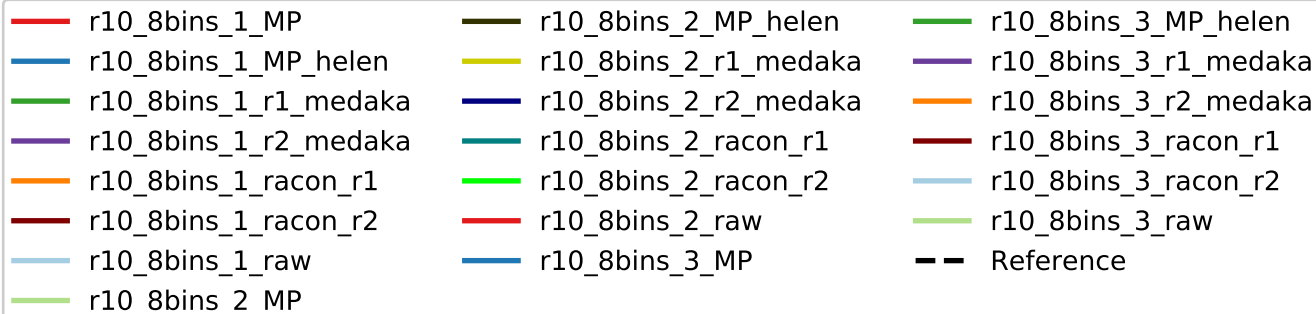 r10_8bins_1_MP
r10_8bins_1_MP_helen
r10_8bins_1_r1_medaka
r10_8bins_1_r2_medaka
r10_8bins_1_racon_r1
r10_8bins_1_racon_r2
r10_8bins_1_raw
r10_8bins_2_MP
r10_8bins_2_MP_helen
r10_8bins_2_r1_medaka
r10_8bins_2_r2_medaka
r10_8bins_2_racon_r1
r10_8bins_2_racon_r2
r10_8bins_2_raw
r10_8bins_3_MP
r10_8bins_3_MP_helen
r10_8bins_3_r1_medaka
r10_8bins_3_r2_medaka
r10_8bins_3_racon_r1
r10_8bins_3_racon_r2
r10_8bins_3_raw
Reference